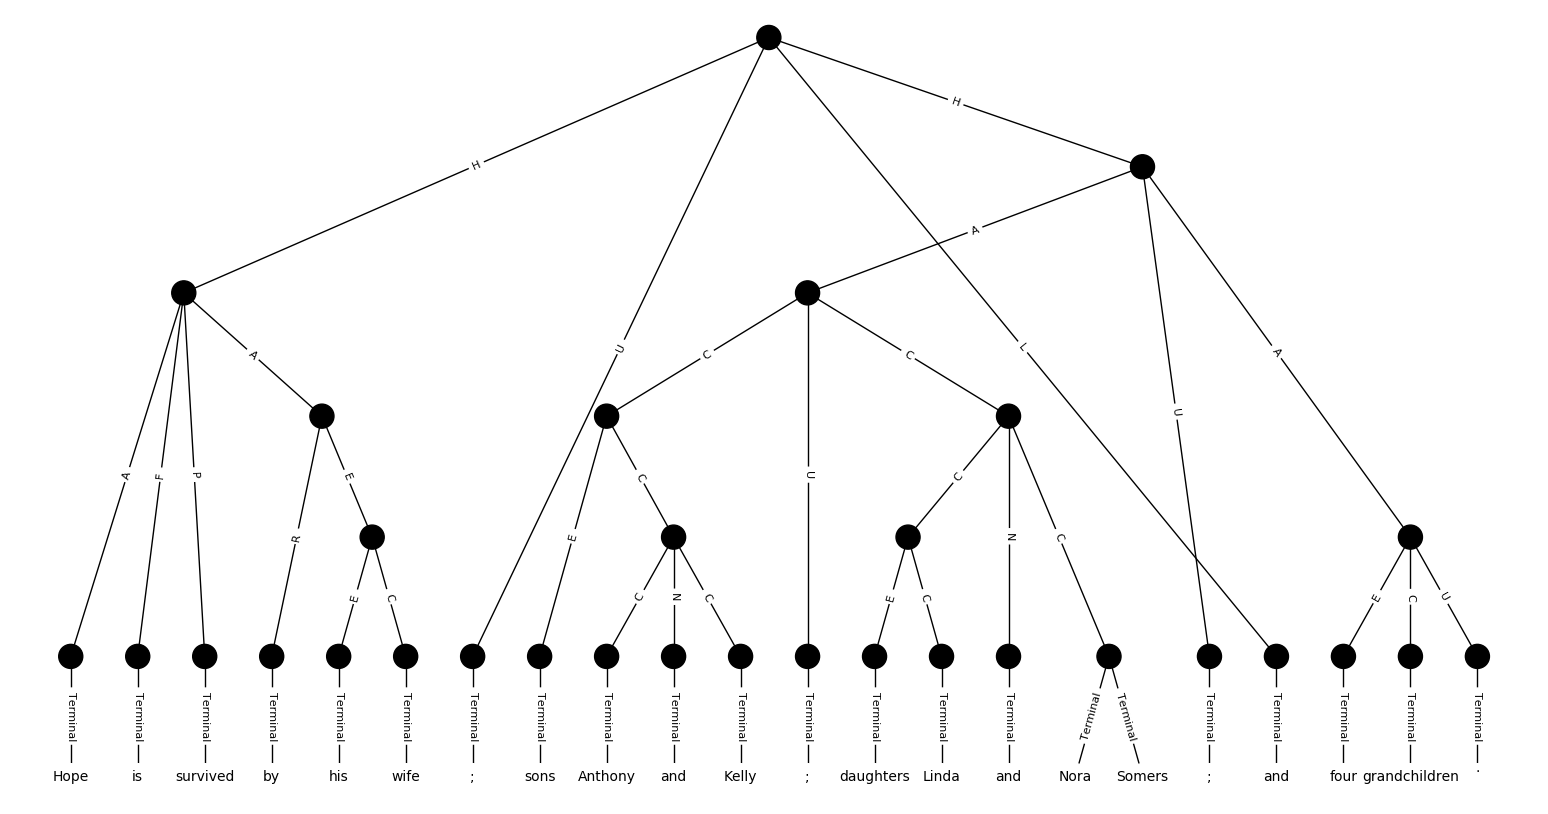 H
H
A
U
C
C
A
U
L
A
A
F
P
E
C
U
C
U
R
E
E
C
N
C
E
C
C
N
C
E
C
E
C
U
Terminal Terminal Terminal Terminal Terminal Terminal Terminal Terminal Terminal Terminal Terminal Terminal Terminal Terminal Terminal Terminal Terminal Terminal Terminal Terminal Terminal Terminal
Hope is survived by his wife ; sons Anthony and Kelly ; daughters Linda and Nora Somers ; and four grandchildren .